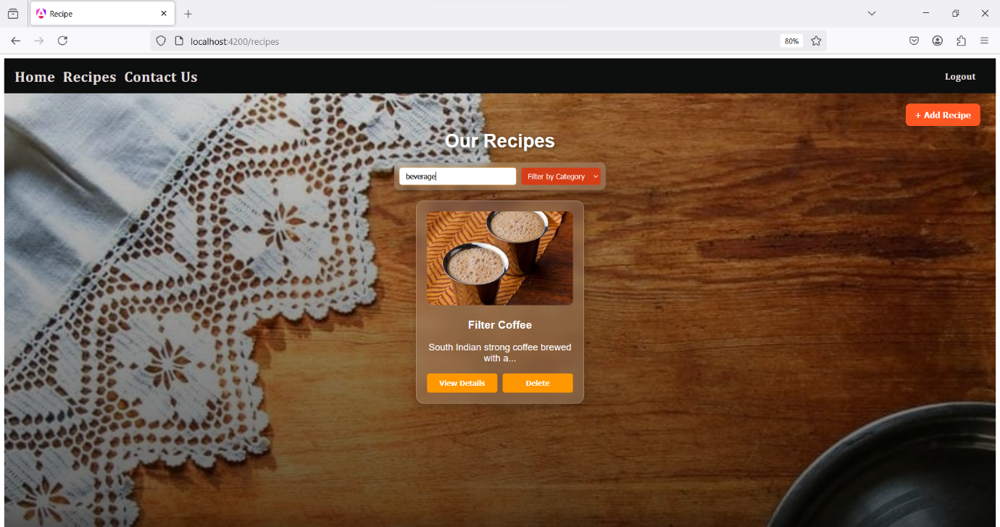 Recipe
localhost:4200/recipes
80%
Home Recipes Contact Us
Logout
+ Add Recipe
Our Recipes
beverage
Filter by Category
Filter Coffee
South Indian strong coffee brewed
with a...
View Details
Delete